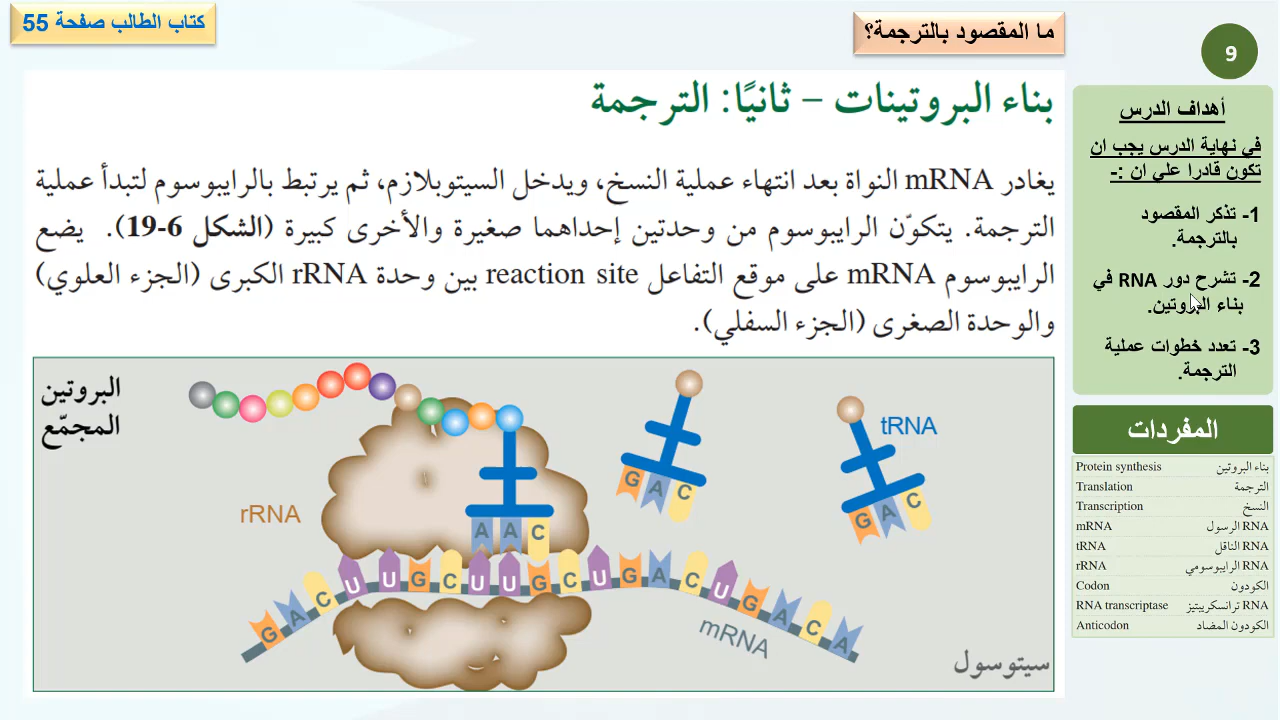 كتاب الطالب صفحة 55
ما المقصود بالترجمة؟
9
بناء البروتينات – ثانيًا: الترجمة
يغادر mRNA النواة بعد انتهاء عملية النسخ، ويدخل السيتوبلازم، ثم يرتبط بالرايبوسوم لتبدأ عملية
الترجمة. يتكوّن الرايبوسوم من وحدتين إحداهما صغيرة والأخرى كبيرة (الشكل 6-19). يضع
الرايبوسوم mRNA على موقع التفاعل reaction site بين وحدة rRNA الكبرى (الجزء العلوي)
والوحدة الصغرى (الجزء السفلي).
البروتين
المجمّع
tRNA
rRNA
G A C
G A C
A A C
G A C U U G C U U G C U G A C U G A C A
mRNA
سيتوسول
أهداف الدرس
في نهاية الدرس يجب ان
تكون قادرا علي ان :-
1- تذكر المقصود
بالترجمة.
2- تشرح دور RNA في
بناء البروتين.
3- تعدد خطوات عملية
الترجمة.
المفردات
Protein synthesis بناء البروتين
Translation الترجمة
Transcription النسخ
mRNA RNA الرسول
tRNA RNA الناقل
rRNA RNA الرايبوسومي
Codon الكودون
RNA transcriptase RNA ترانسكريبتيز
Anticodon الكودون المضاد